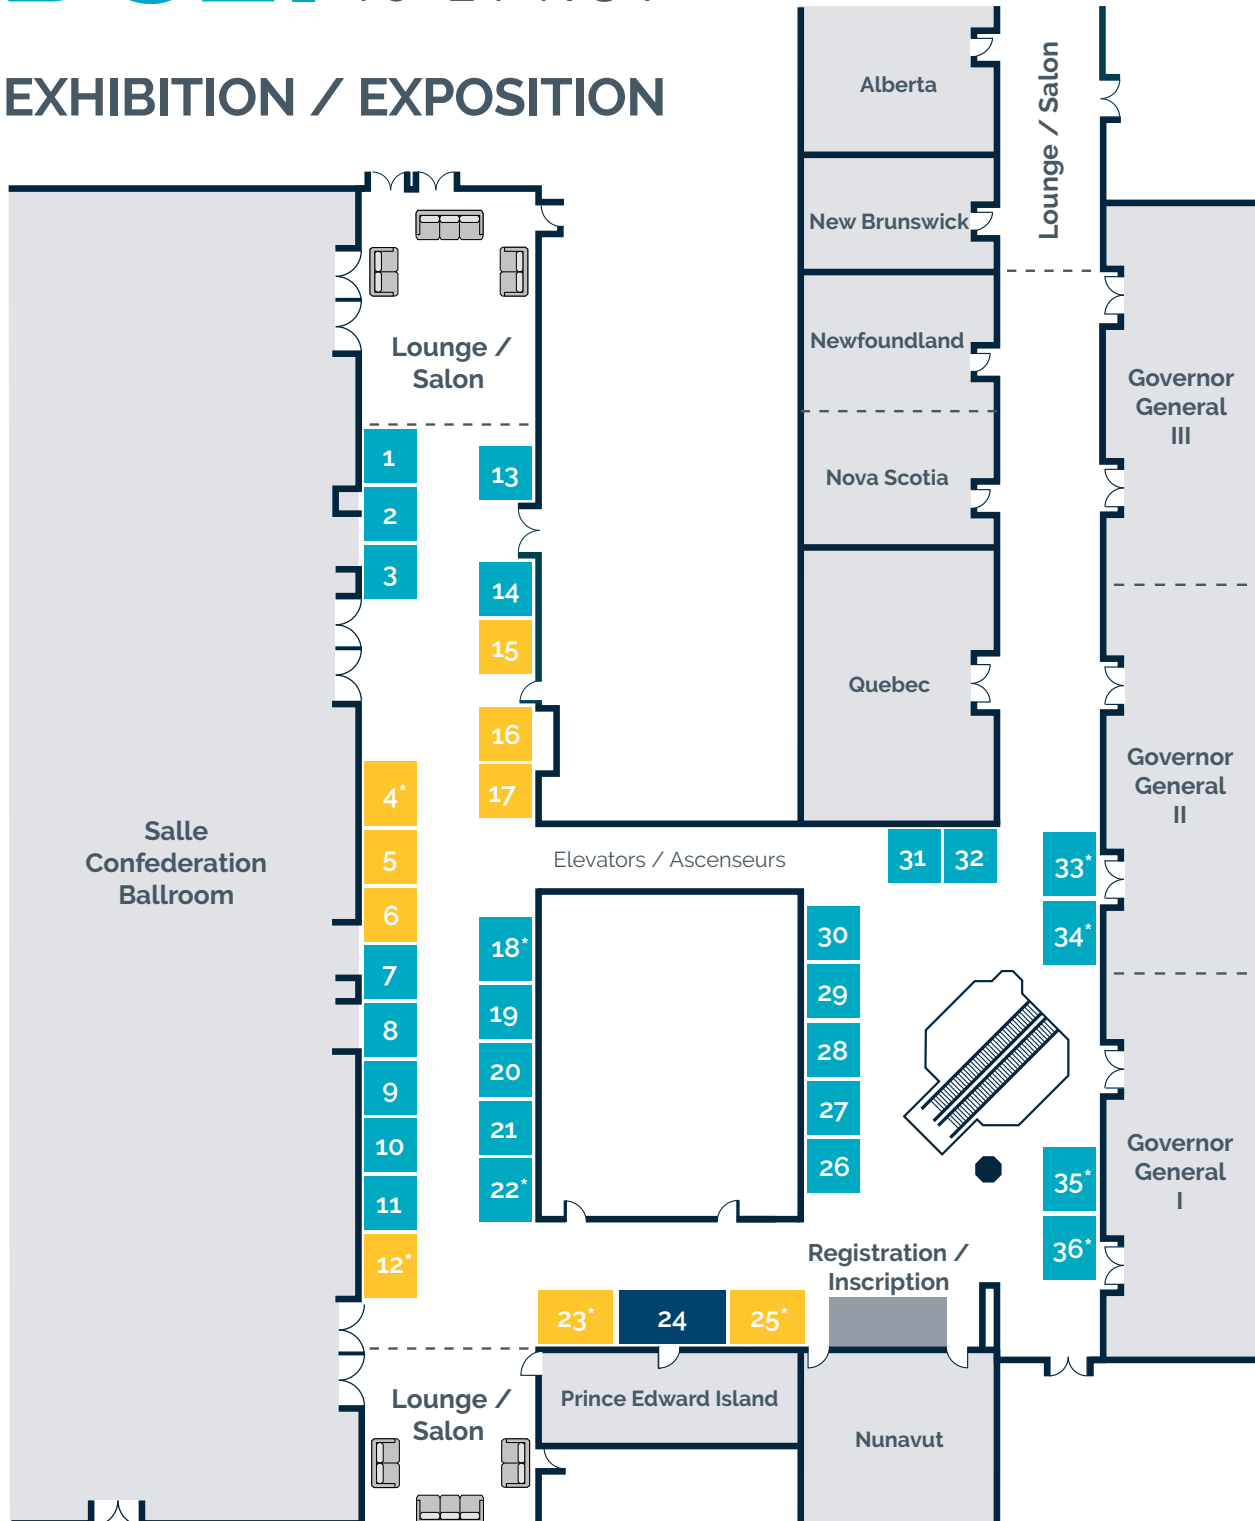 EXHIBITION / EXPOSITION
Alberta
Lounge / Salon
New Brunswick
Newfoundland
Nova Scotia
Quebec
Governor
General
III
Governor
General
II
Governor
General
I
Lounge /
Salon
1
2
3
13
14
15
16
17
4*
5
6
7
8
9
10
11
12*
Salle
Confederation
Ballroom
Elevators / Ascenseurs
18*
19
20
21
22*
31
32
33*
34*
30
29
28
27
26
35*
36*
Registration /
Inscription
23*
24
25*
Lounge /
Salon
Prince Edward Island
Nunavut